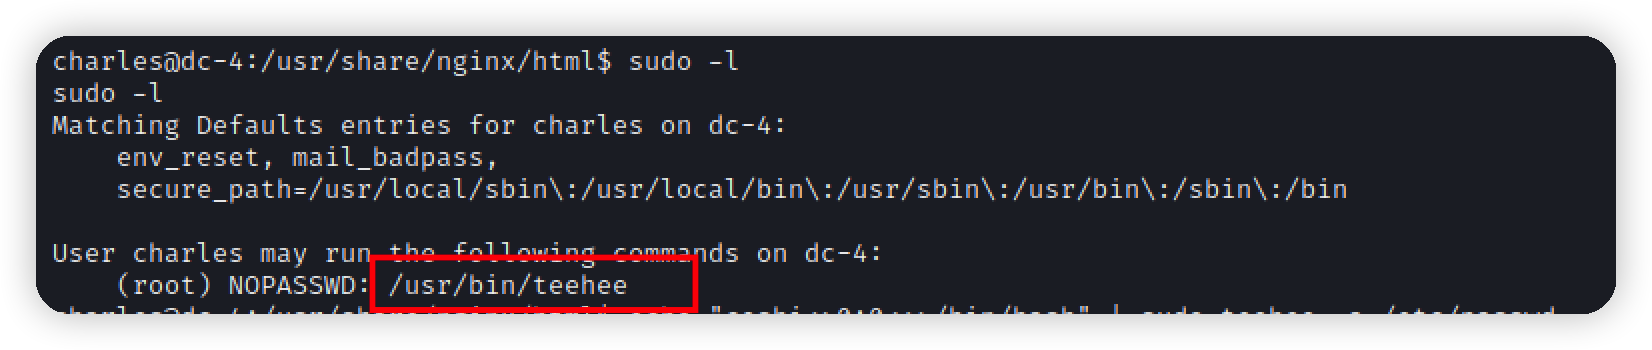 charles@dc-4:/usr/share/nginx/html$ sudo -l
sudo -l
Matching Defaults entries for charles on dc-4:
    env_reset, mail_badpass,
    secure_path=/usr/local/sbin\:/usr/local/bin\:/usr/sbin\:/usr/bin\:/sbin\:/bin
User charles may run the following commands on dc-4:
    (root) NOPASSWD: /usr/bin/teehee